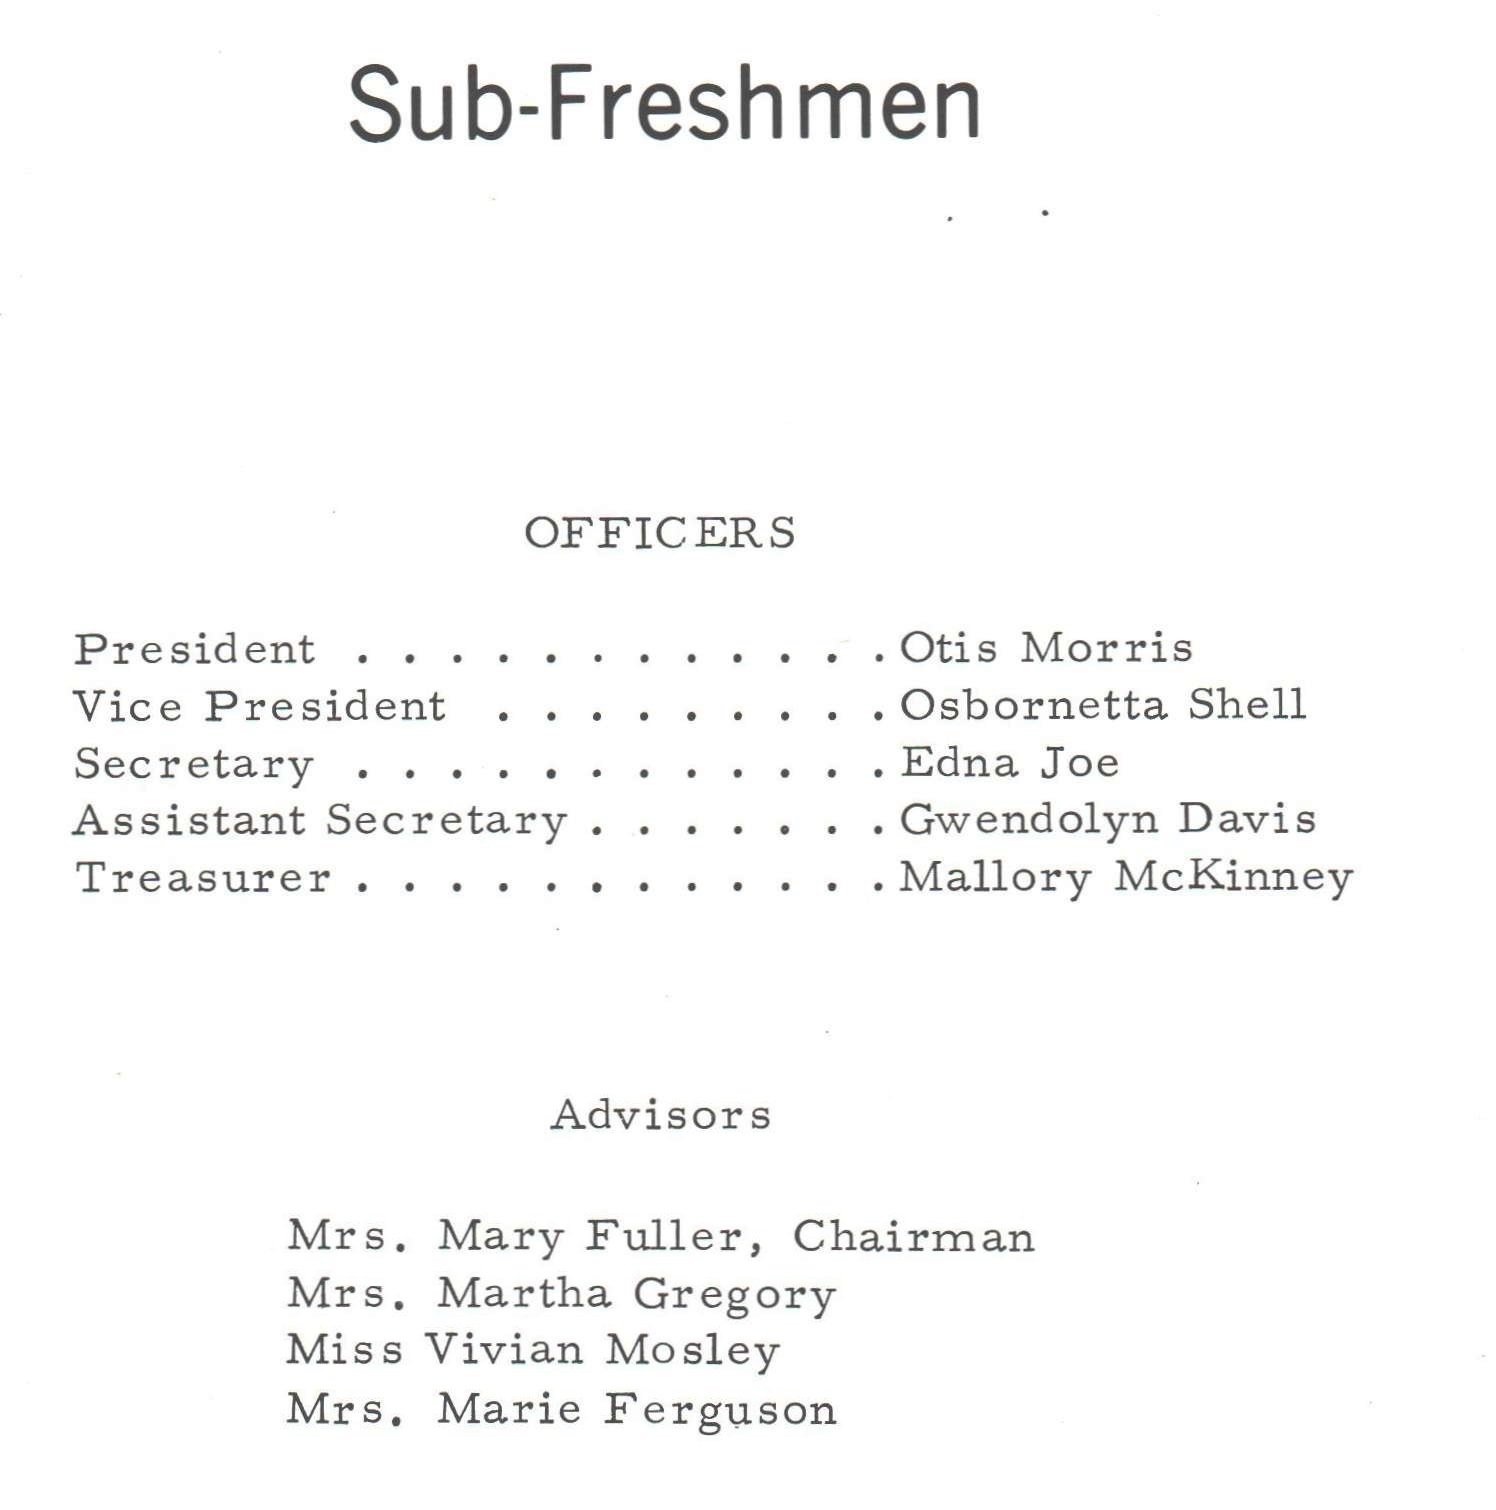 Sub-Freshmen
OFFICERS
President . . . . . . . . . . . . Otis Morris
Vice President . . . . . . . . . Osbornetta Shell
Secretary . . . . . . . . . . . . Edna Joe
Assistant Secretary . . . . . . . Gwendolyn Davis
Treasurer . . . . . . . . . . . . Mallory McKinney
Advisors
Mrs. Mary Fuller, Chairman
Mrs. Martha Gregory
Miss Vivian Mosley
Mrs. Marie Ferguson